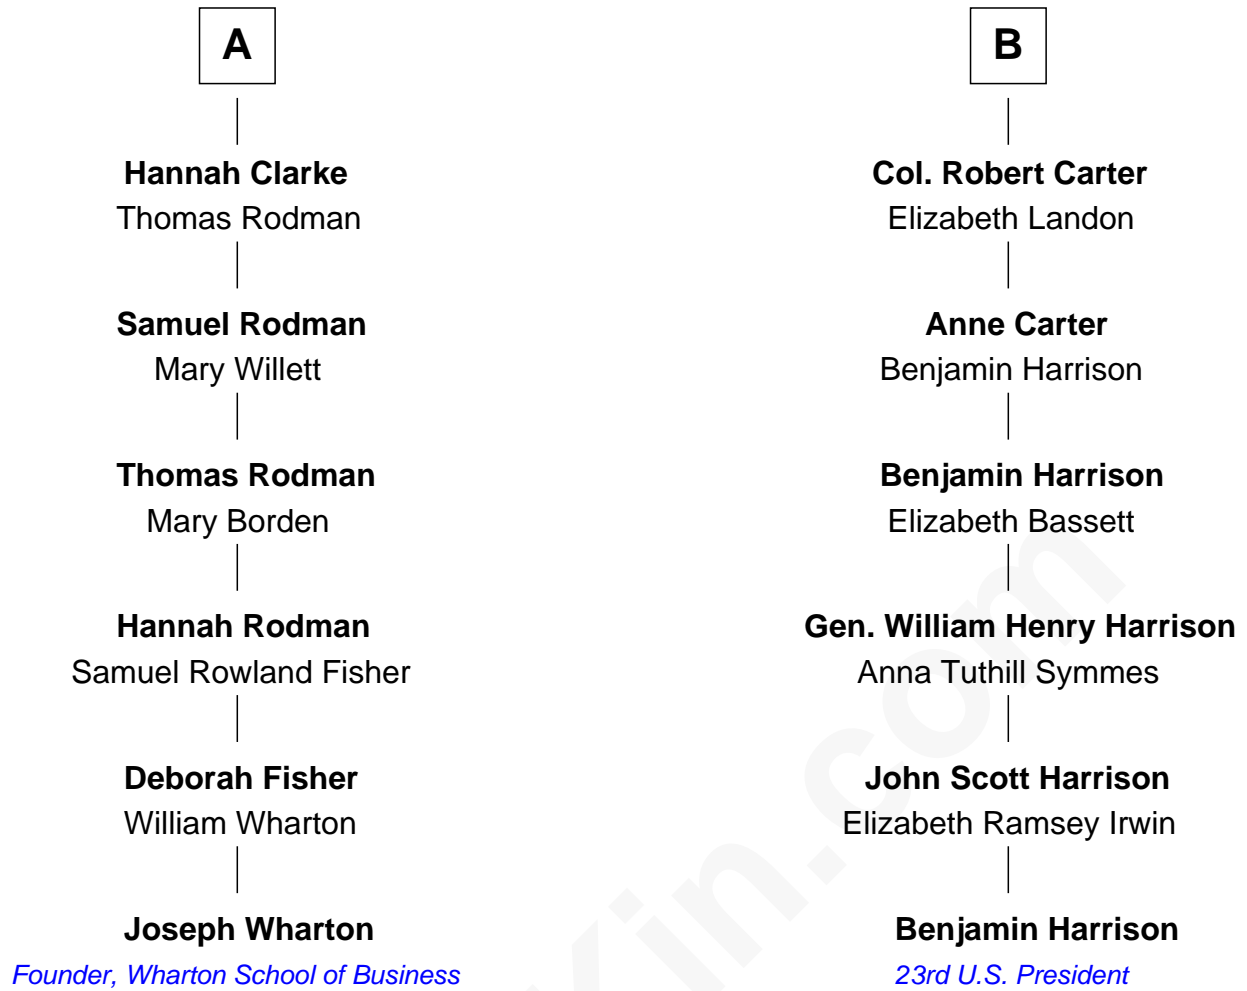 A
Hannah Clarke
Thomas Rodman
Samuel Rodman
Mary Willett
Thomas Rodman
Mary Borden
Hannah Rodman
Samuel Rowland Fisher
Deborah Fisher
William Wharton
Joseph Wharton
Founder, Wharton School of Business
B
Col. Robert Carter
Elizabeth Landon
Anne Carter
Benjamin Harrison
Benjamin Harrison
Elizabeth Bassett
Gen. William Henry Harrison
Anna Tuthill Symmes
John Scott Harrison
Elizabeth Ramsey Irwin
Benjamin Harrison
23rd U.S. President
Kin.com